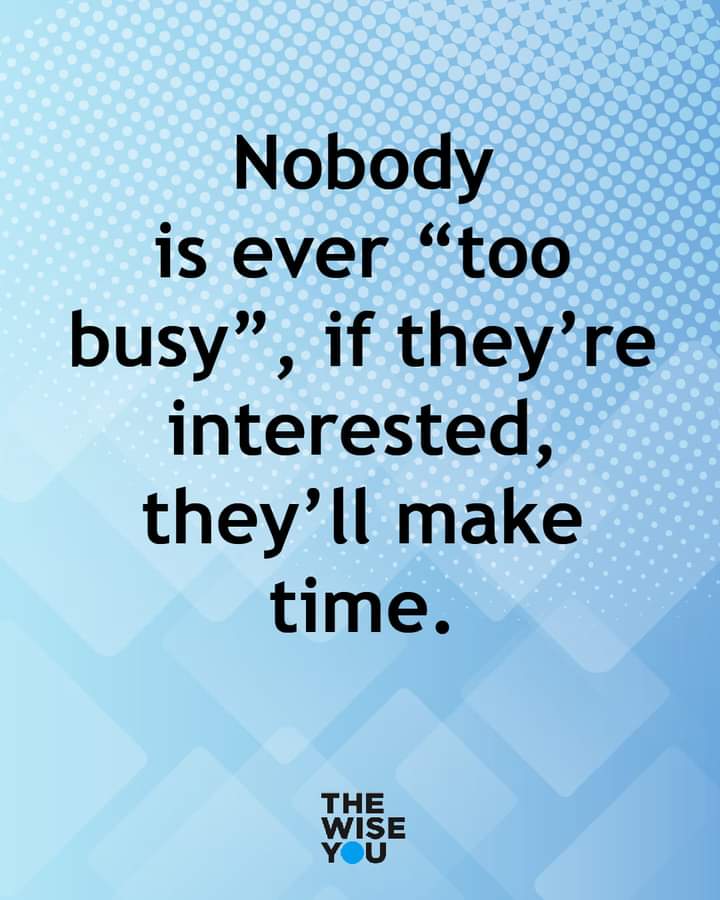 Nobody
is ever “too
busy”, if they’re
interested,
they’ll make
time.
THE
WISE
YOU